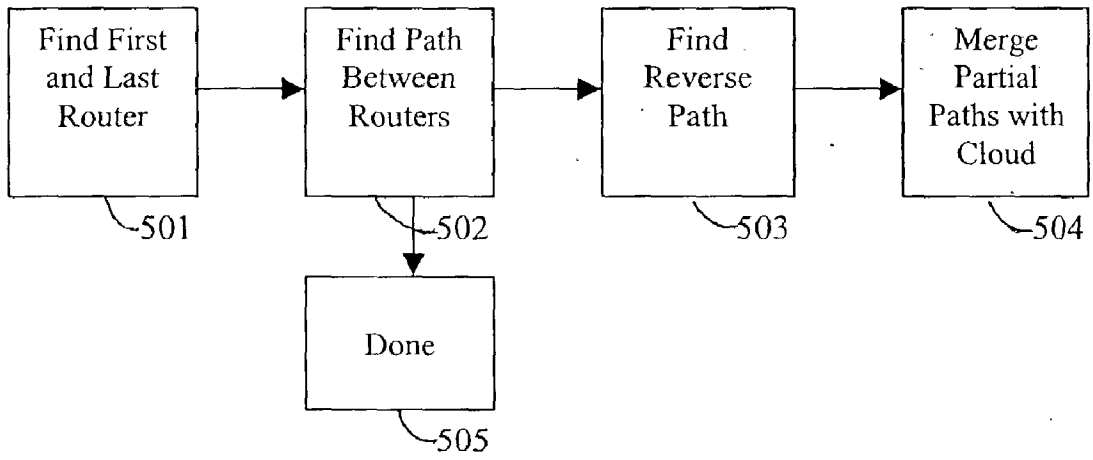 Find First
and Last
Router
501
Find Path
Between
Routers
502
Find
Reverse
Path
503
Merge
Partial
Paths with
Cloud
504
Done
505